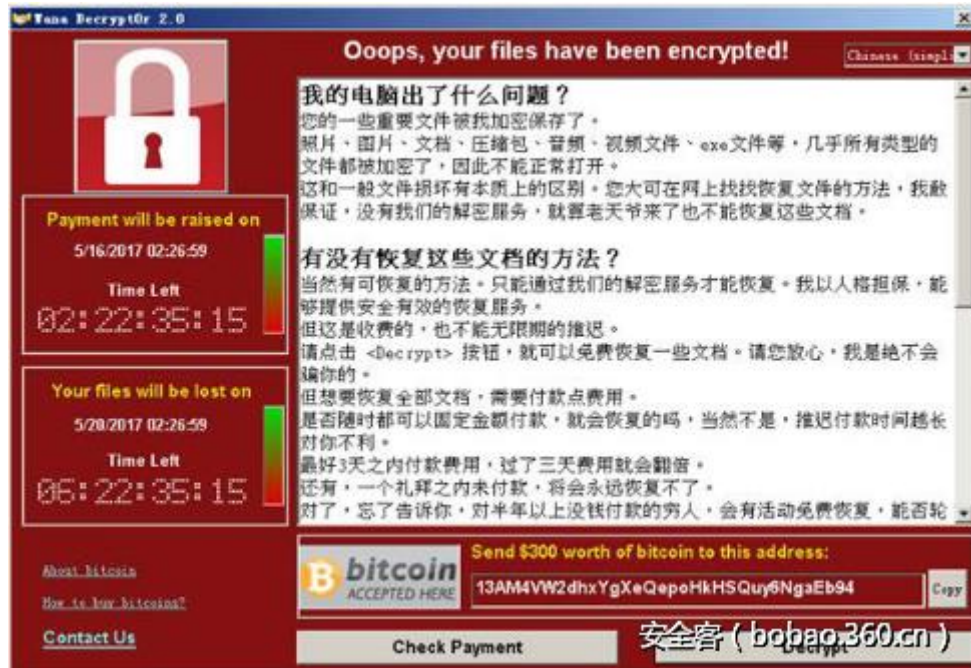 Wana Decrypt0r 2.0
Ooops, your files have been encrypted!
Chinese (simpl
Payment will be raised on
5/16/2017 02:26:59
Time Left
02:22:35:15
Your files will be lost on
5/20/2017 02:26:59
Time Left
06:22:35:15
About bitcoin
How to buy bitcoins?
Contact Us
我的电脑出了什么问题？
您的一些重要文件被我加密保存了。
照片、图片、文档、压缩包、音频、视频文件、exe文件等，几乎所有类型的
文件都被加密了，因此不能正常打开。
这和一般文件损坏有本质上的区别。您大可在网上找找恢复文件的方法，我敢
保证，没有我们的解密服务，就算老天爷来了也不能恢复这些文档。
有没有恢复这些文档的方法？
当然有可恢复的方法。只能通过我们的解密服务才能恢复。我以人格担保，能
够提供安全有效的恢复服务。
但这是收费的，也不能无限期的推迟。
请点击 <Decrypt> 按钮，就可以免费恢复一些文档。请您放心，我是绝不会
骗你的。
但想要恢复全部文档，需要付款点费用。
是否随时都可以固定金额付款，就会恢复的吗，当然不是，推迟付款时间越长
对你不利。
最好3天之内付款费用，过了三天费用就会翻倍。
还有，一个礼拜之内未付款，将会永远恢复不了。
对了，忘了告诉你，对半年以上没钱付款的穷人，会有活动免费恢复，能否轮
bitcoin
ACCEPTED HERE
Send $300 worth of bitcoin to this address:
13AM4VW2dhxYgXeQepoHkHSQuy6NgaEb94
Copy
Check Payment
Decrypt
安全客（bobao.360.cn）